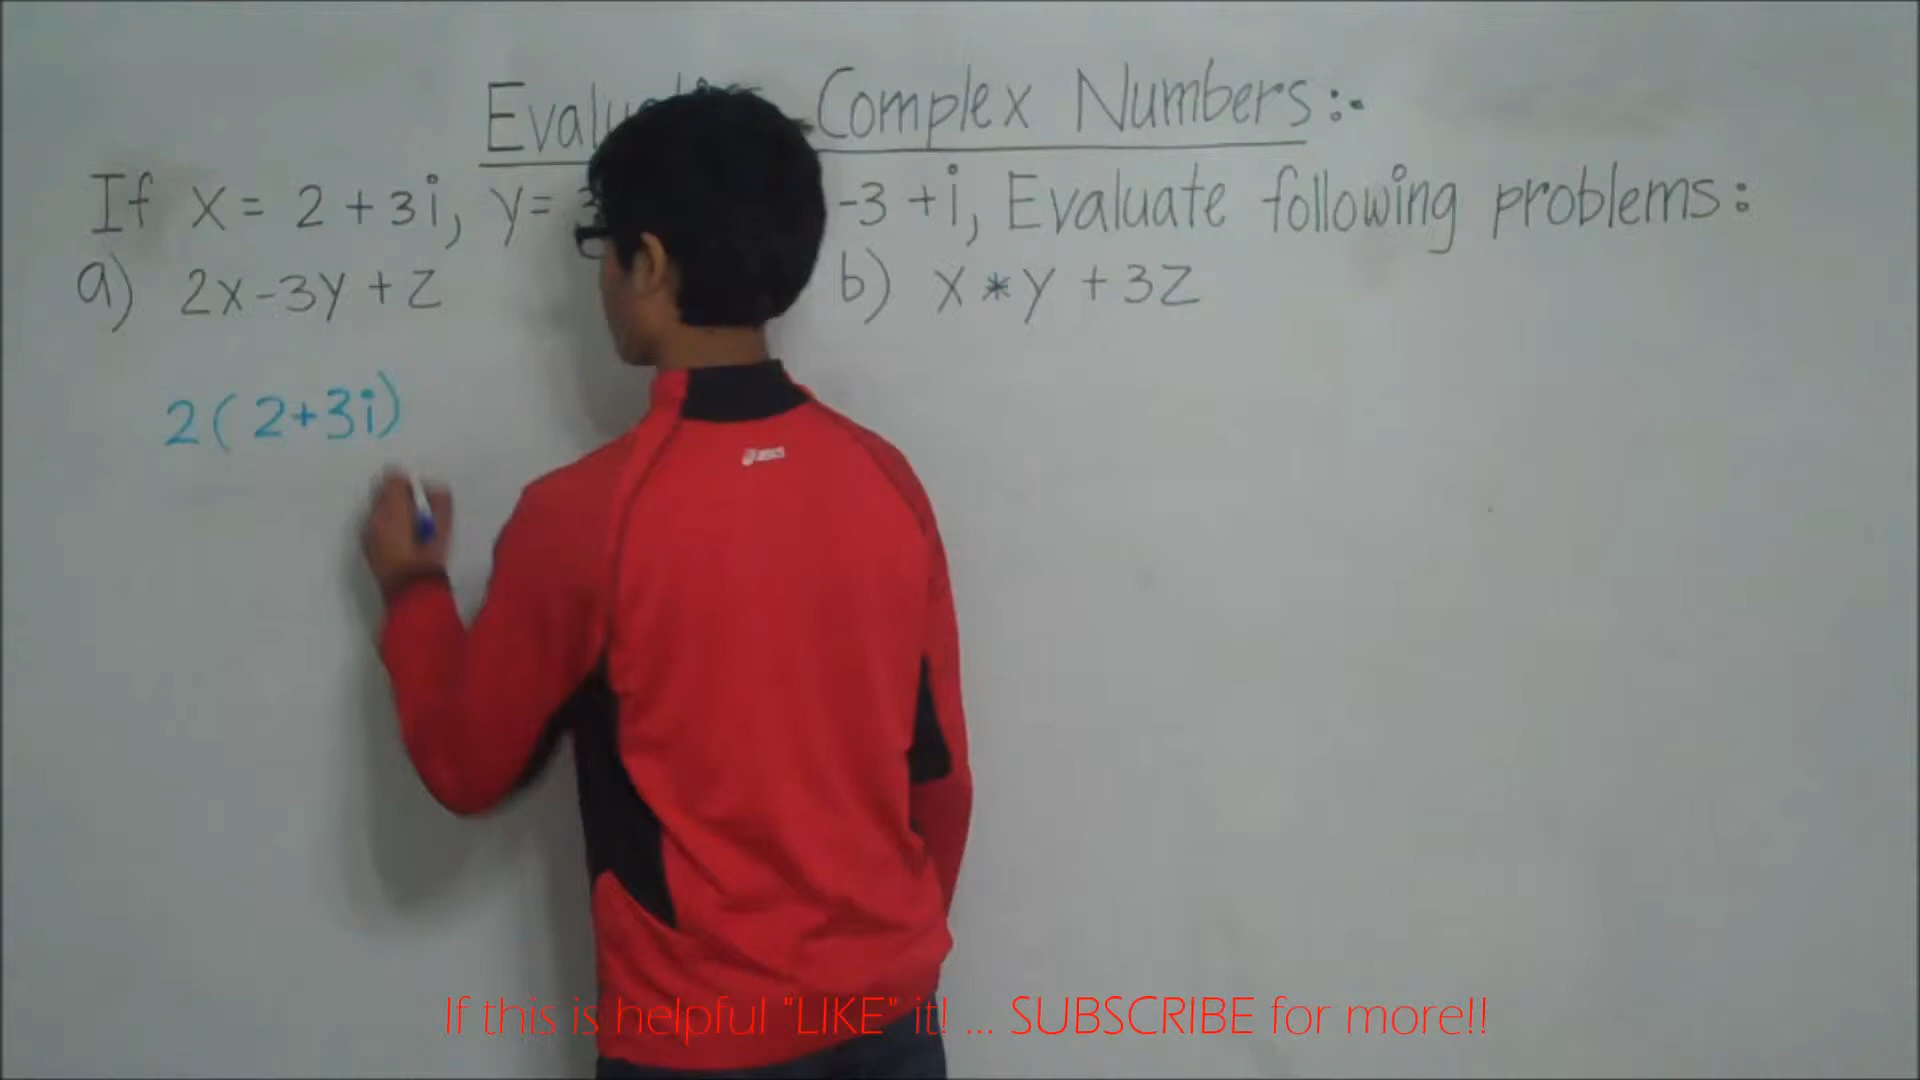 Complex Numbers:-
If x = 2 + 3i, y= 3 -3 + i, Evaluate following problems:
a) 2x-3y+z b) x * y + 3z
2(2+3i)
asics
If this is helpful "LIKE" it! ... SUBSCRIBE for more!!